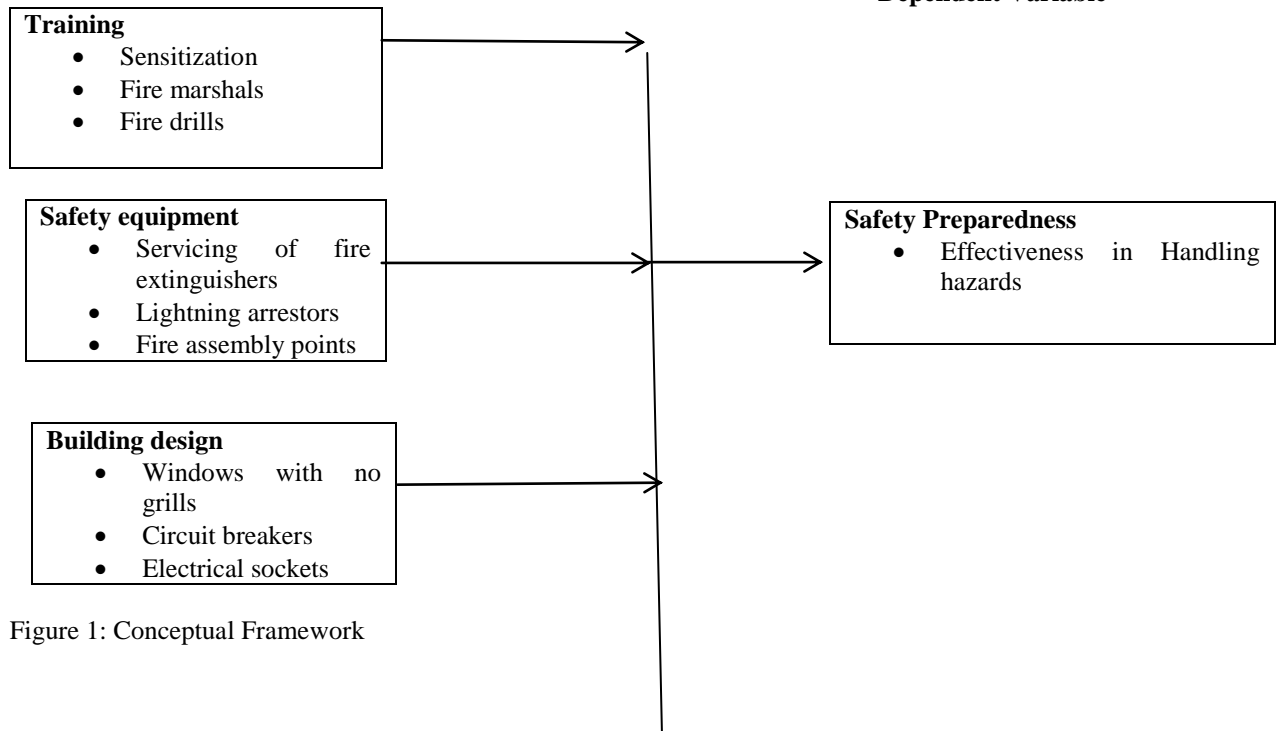 Dependent Variable
Training
• Sensitization
• Fire marshals
• Fire drills
Safety equipment
• Servicing of fire
extinguishers
• Lightning arrestors
• Fire assembly points
Safety Preparedness
• Effectiveness in Handling
hazards
Building design
• Windows with no
grills
• Circuit breakers
• Electrical sockets
Figure 1: Conceptual Framework